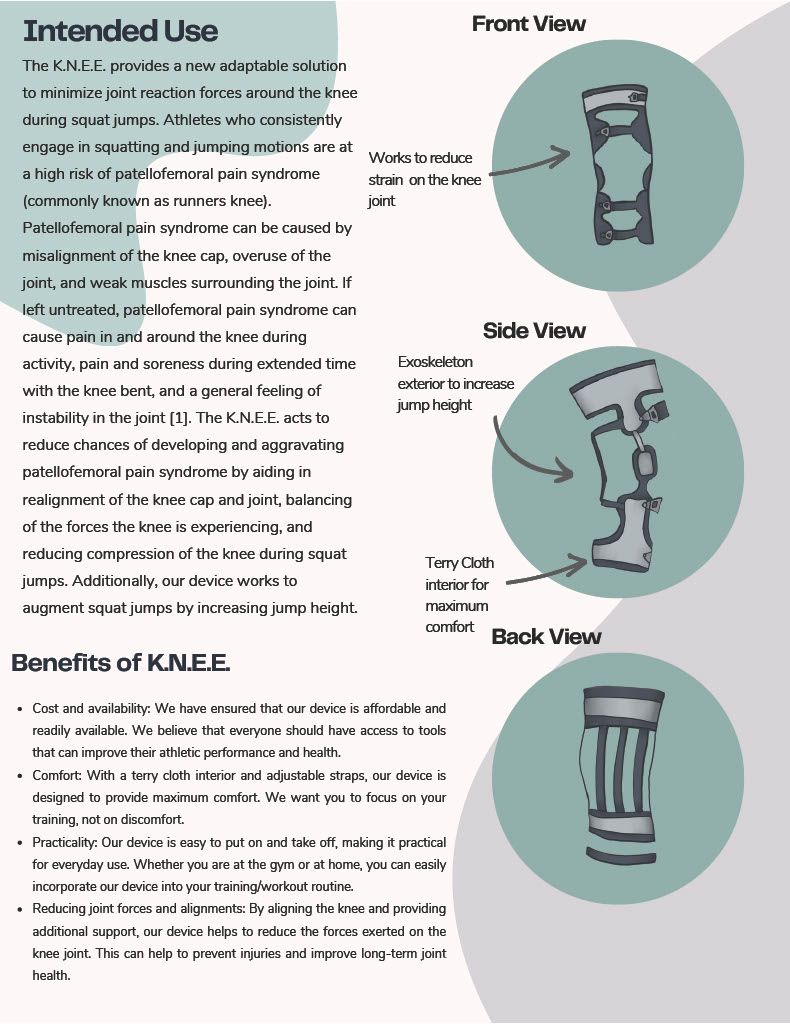 Intended Use
The K.N.E.E. provides a new adaptable solution
to minimize joint reaction forces around the knee
during squat jumps. Athletes who consistently
engage in squatting and jumping motions are at
a high risk of patellofemoral pain syndrome
(commonly known as runners knee).
Patellofemoral pain syndrome can be caused by
misalignment of the knee cap, overuse of the
joint, and weak muscles surrounding the joint. If
left untreated, patellofemoral pain syndrome can
cause pain in and around the knee during
activity, pain and soreness during extended time
with the knee bent, and a general feeling of
instability in the joint [1]. The K.N.E.E. acts to
reduce chances of developing and aggravating
patellofemoral pain syndrome by aiding in
realignment of the knee cap and joint, balancing
of the forces the knee is experiencing, and
reducing compression of the knee during squat
jumps. Additionally, our device works to
augment squat jumps by increasing jump height.
Front View
Works to reduce
strain on the knee
joint
Side View
Exoskeleton
exterior to increase
jump height
Terry Cloth
interior for
maximum
comfort
Back View
Benefits of K.N.E.E.
• Cost and availability: We have ensured that our device is affordable and
readily available. We believe that everyone should have access to tools
that can improve their athletic performance and health.
• Comfort: With a terry cloth interior and adjustable straps, our device is
designed to provide maximum comfort. We want you to focus on your
training, not on discomfort.
• Practicality: Our device is easy to put on and take off, making it practical
for everyday use. Whether you are at the gym or at home, you can easily
incorporate our device into your training/workout routine.
• Reducing joint forces and alignments: By aligning the knee and providing
additional support, our device helps to reduce the forces exerted on the
knee joint. This can help to prevent injuries and improve long-term joint
health.